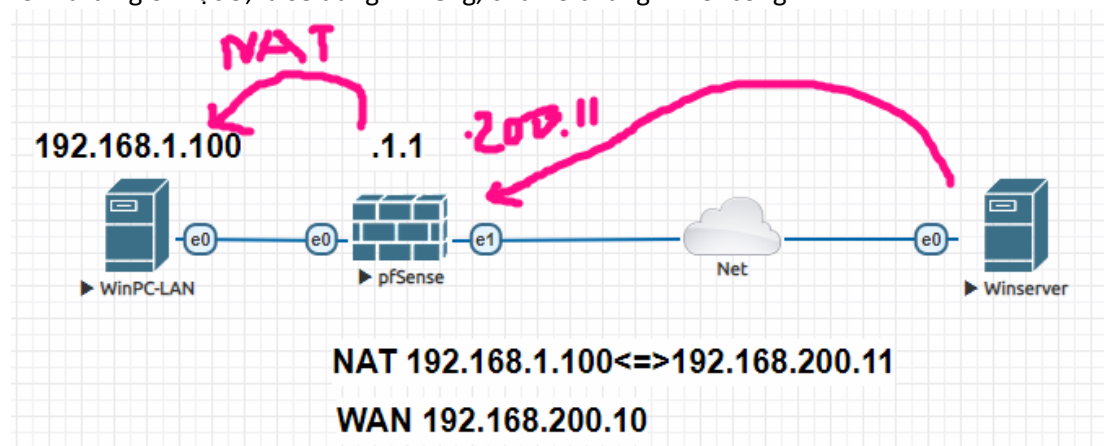 NAT
192.168.1.100 .1.1 .200.11
e0 e0 e1 e0
Net
WinPC-LAN pfSense Winserver
NAT 192.168.1.100<=>192.168.200.11
WAN 192.168.200.10